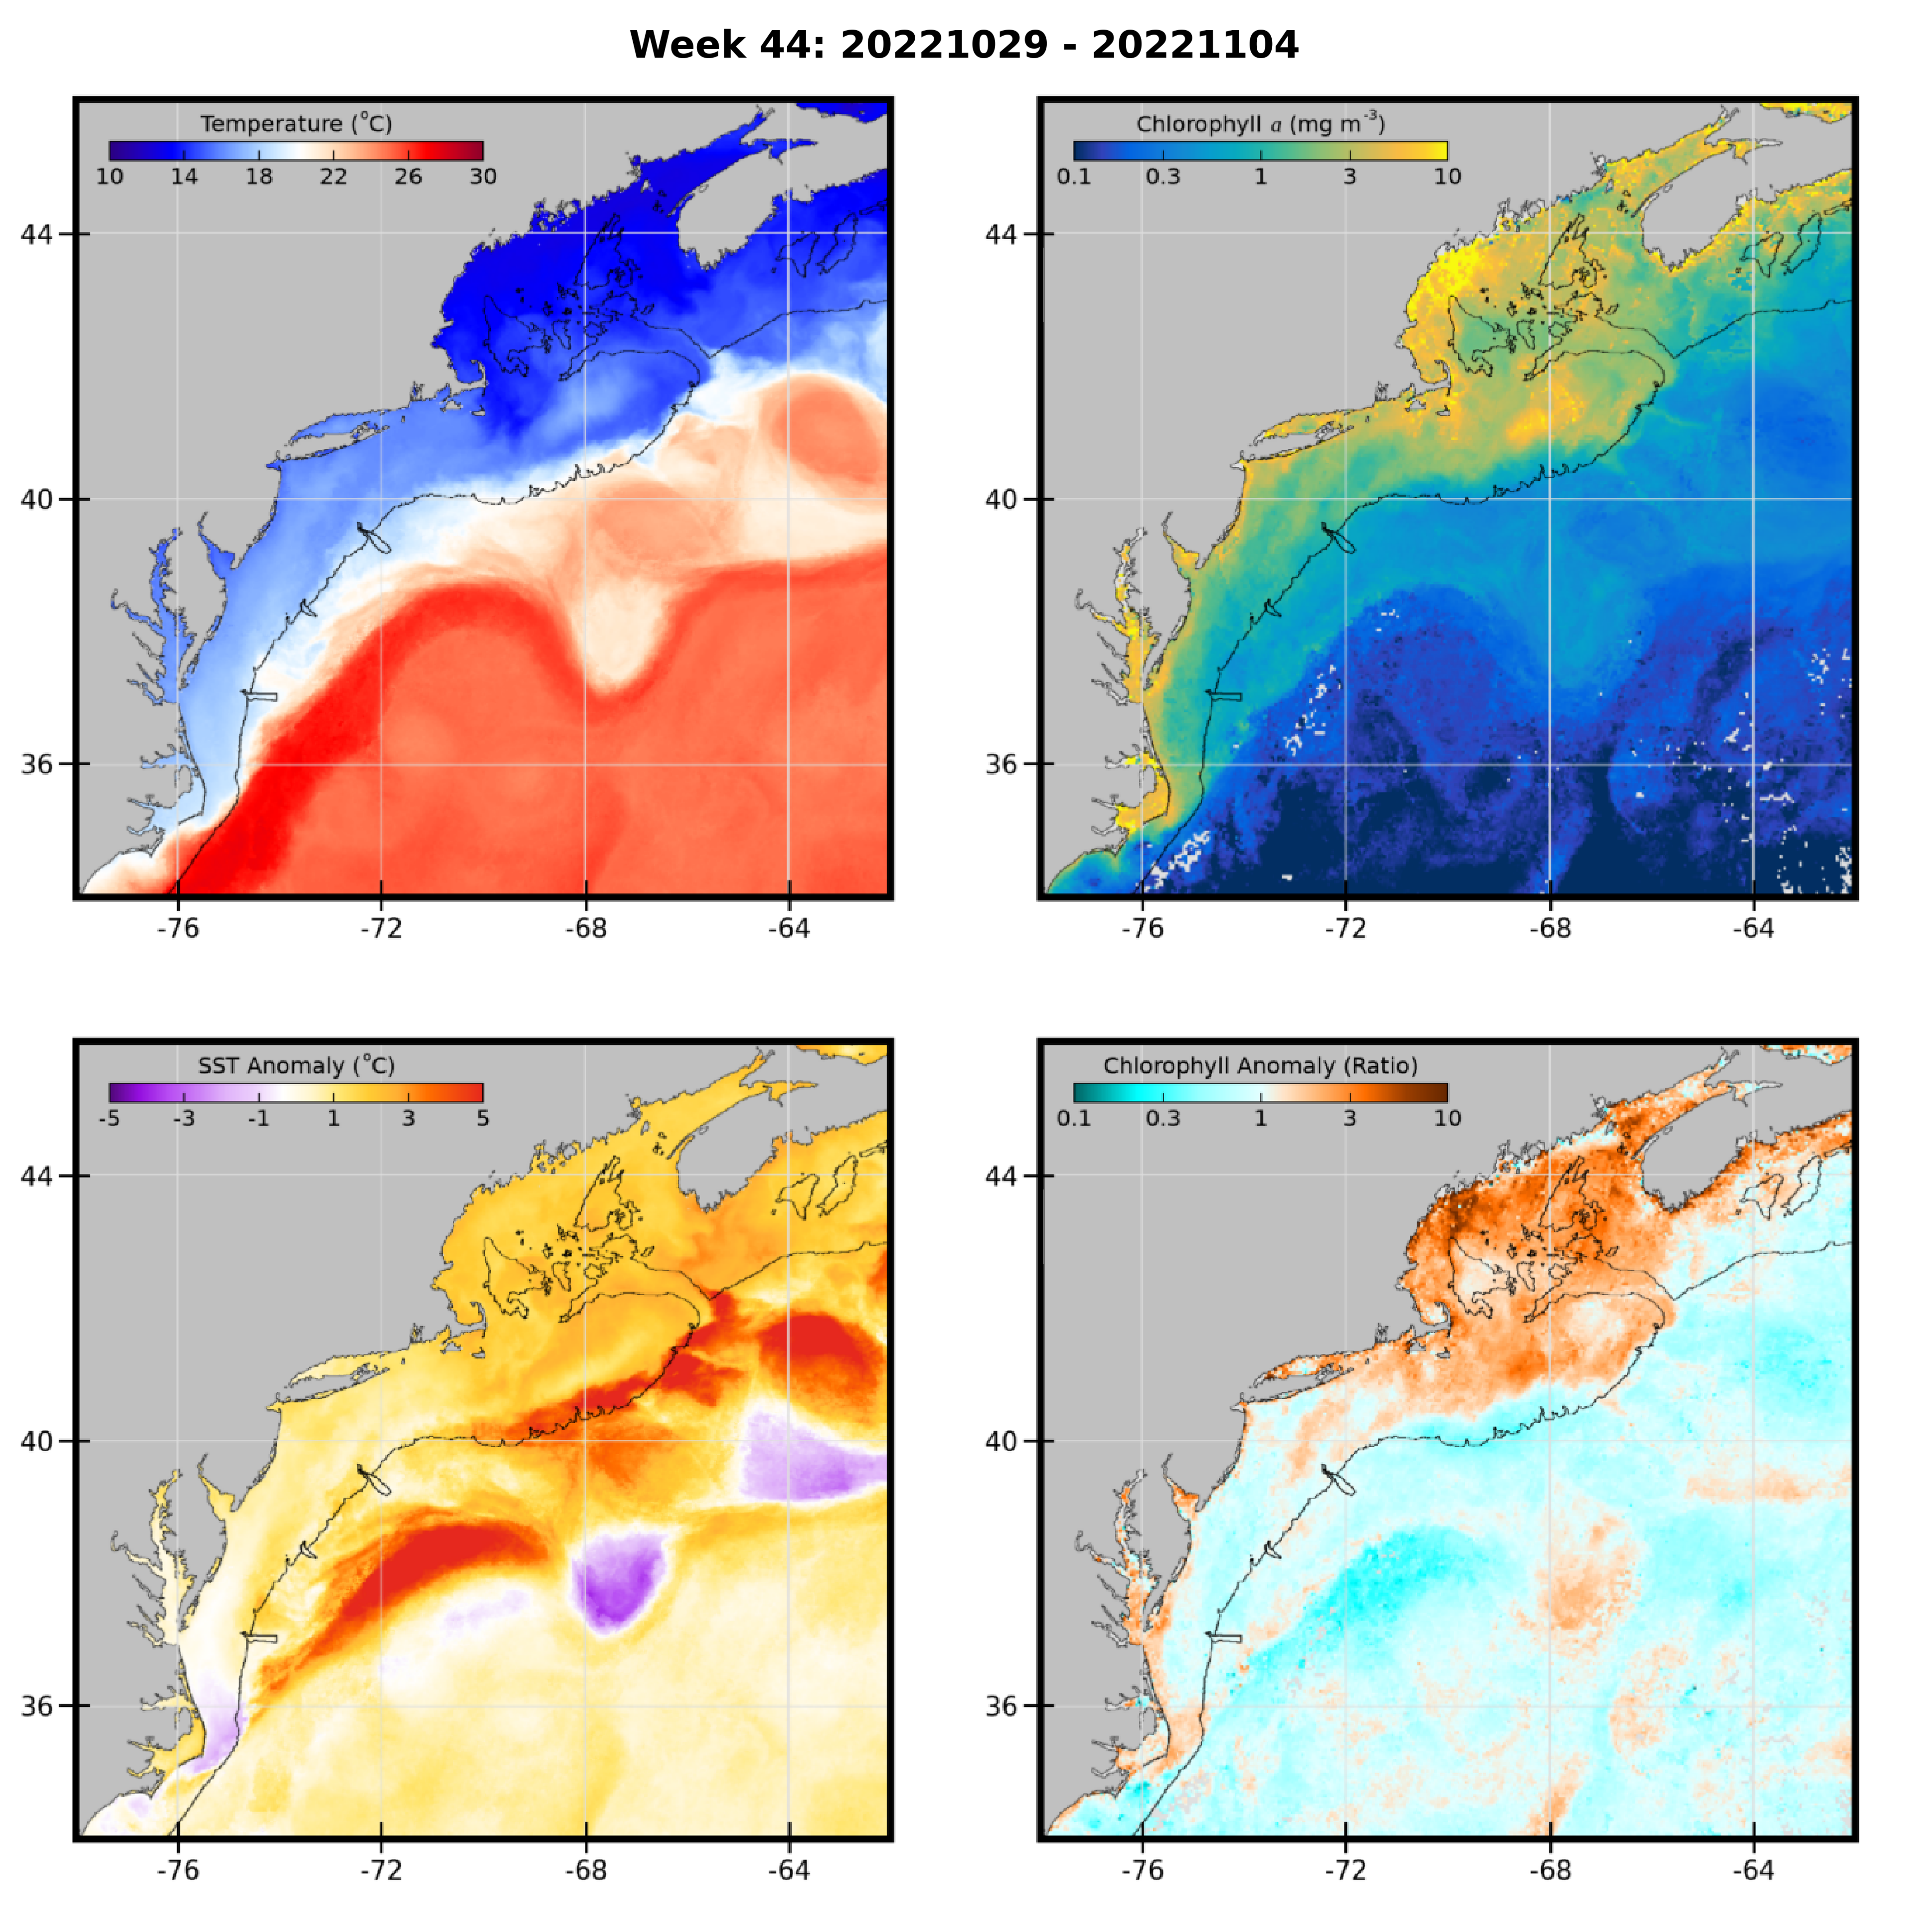 Week 44: 20221029 - 20221104
Temperature (°C)
10 14 18 22 26 30
44
40
36
-76 -72 -68 -64
Chlorophyll a (mg m⁻³)
0.1 0.3 1 3 10
44
40
36
-76 -72 -68 -64
SST Anomaly (°C)
-5 -3 -1 1 3 5
44
40
36
-76 -72 -68 -64
Chlorophyll Anomaly (Ratio)
0.1 0.3 1 3 10
44
40
36
-76 -72 -68 -64